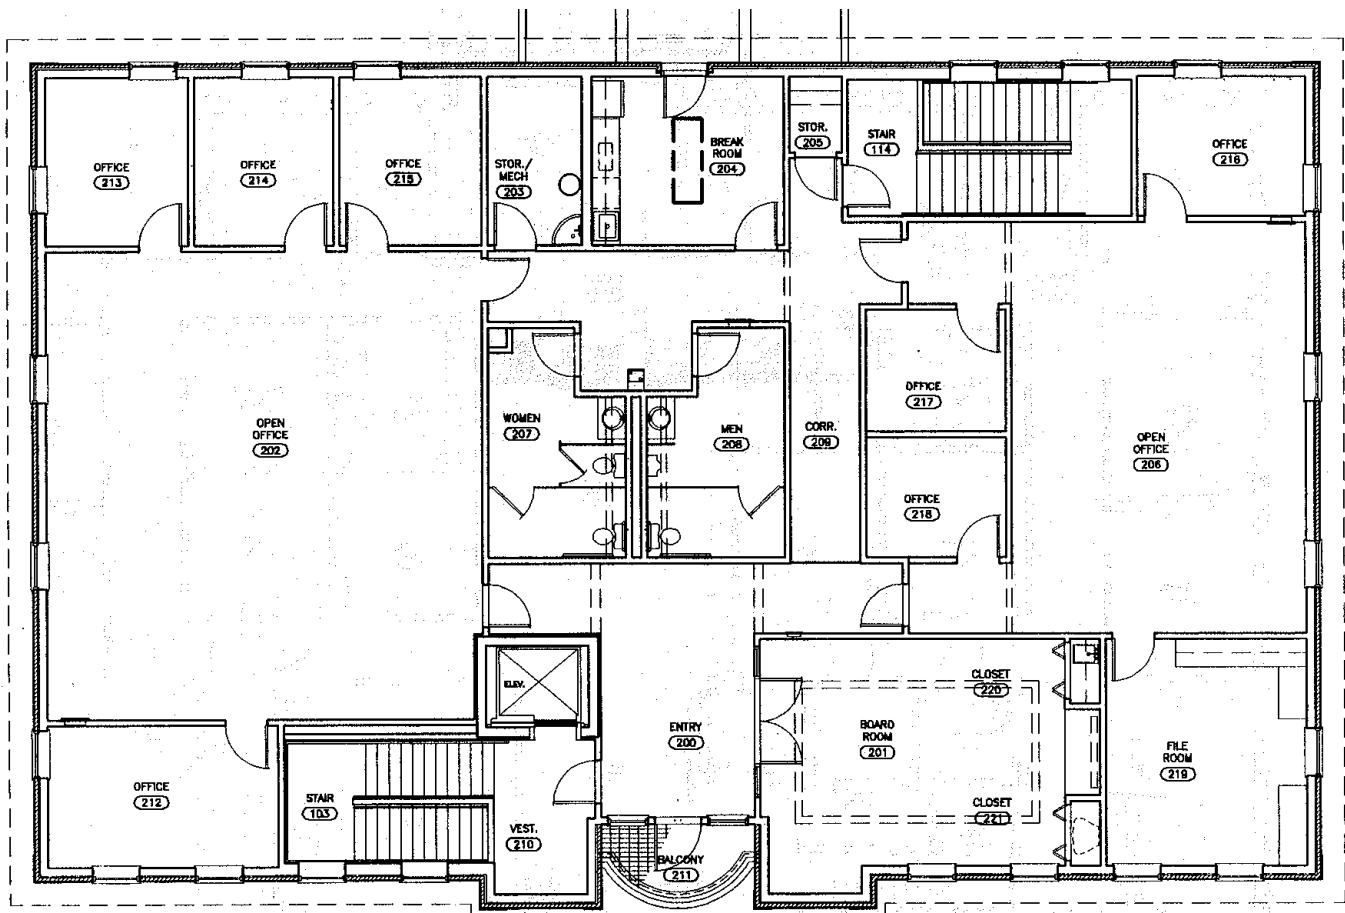 STOR.
205
STAIR
114
BREAK
ROOM
204
OFFICE
213
OFFICE
214
OFFICE
215
STOR./
MECH
203
OFFICE
216
OFFICE
217
OPEN
OFFICE
202
WOMEN
207
MEN
208
CORR.
209
OPEN
OFFICE
206
OFFICE
218
ELEV.
CLOSET
220
ENTRY
200
BOARD
ROOM
201
FILE
ROOM
219
OFFICE
212
STAIR
103
CLOSET
221
VEST.
210
BALCONY
211